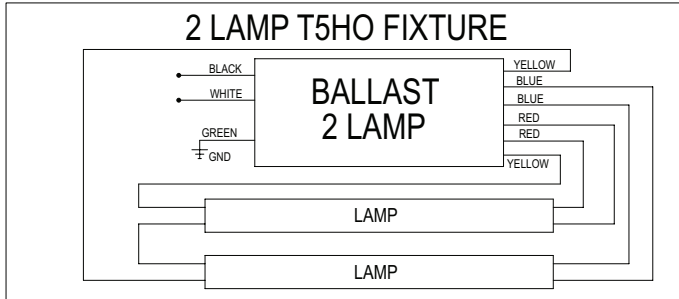 2 LAMP T5HO FIXTURE
BLACK
WHITE
GREEN
GND
BALLAST
2 LAMP
YELLOW
BLUE
BLUE
RED
RED
YELLOW
LAMP
LAMP